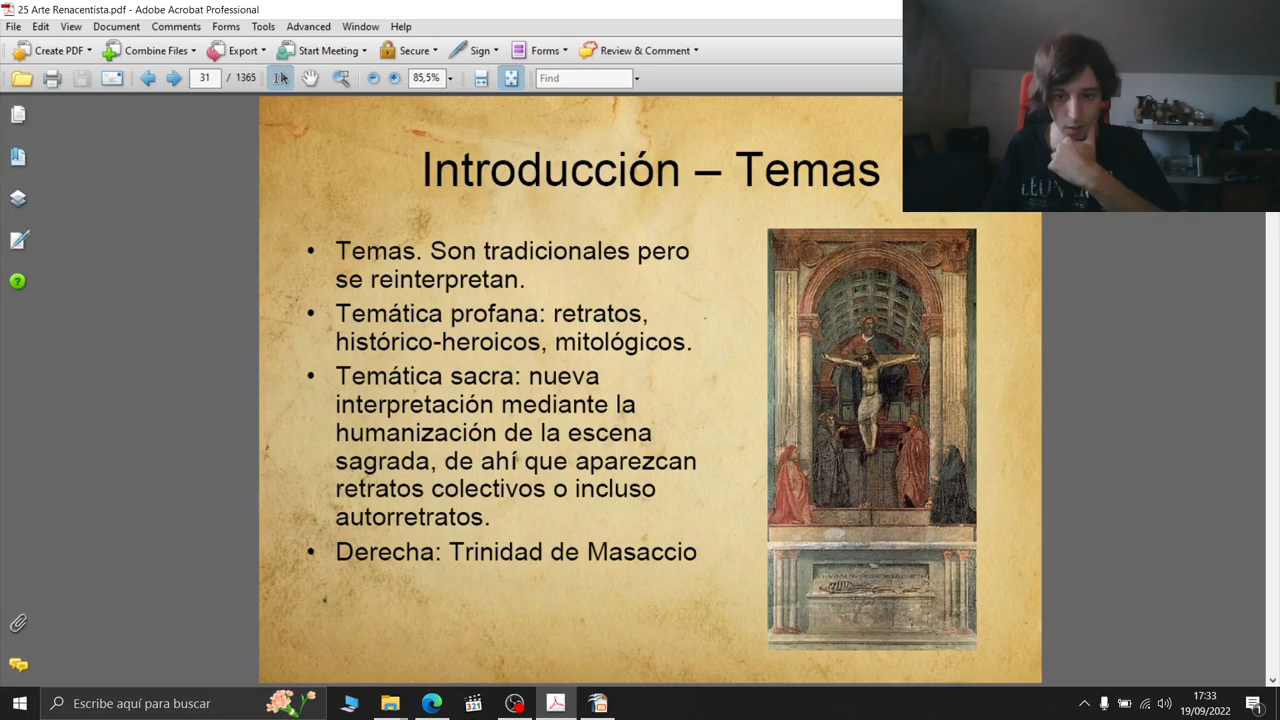 25 Arte Renacentista.pdf - Adobe Acrobat Professional
File Edit View Document Comments Forms Tools Advanced Window Help
Create PDF Combine Files Export Start Meeting Secure Sign Forms Review & Comment
31 / 1365 85,5% Find
Introducción – Temas
• Temas. Son tradicionales pero
se reinterpretan.
• Temática profana: retratos,
histórico-heroicos, mitológicos.
• Temática sacra: nueva
interpretación mediante la
humanización de la escena
sagrada, de ahí que aparezcan
retratos colectivos o incluso
autorretratos.
• Derecha: Trinidad de Masaccio
Escribe aquí para buscar
17:33
19/09/2022
1